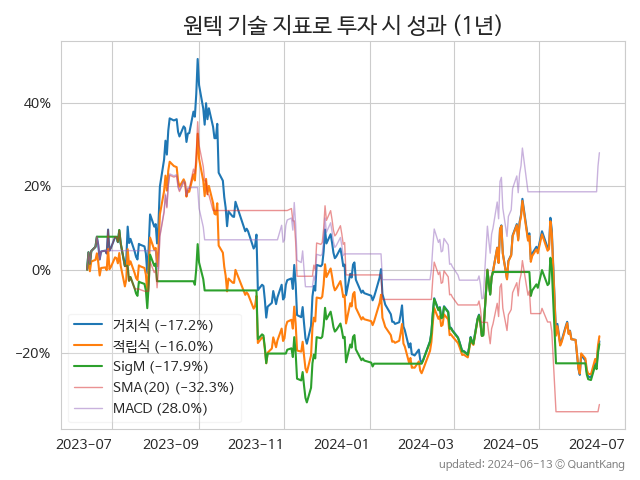 원텍 기술 지표로 투자 시 성과 (1년)
40%
20%
0%
−20%
거치식 (−17.2%)
적립식 (−16.0%)
SigM (−17.9%)
SMA(20) (−32.3%)
MACD (28.0%)
2023-07 2023-09 2023-11 2024-01 2024-03 2024-05 2024-07
updated: 2024-06-13 ⓒ QuantKang